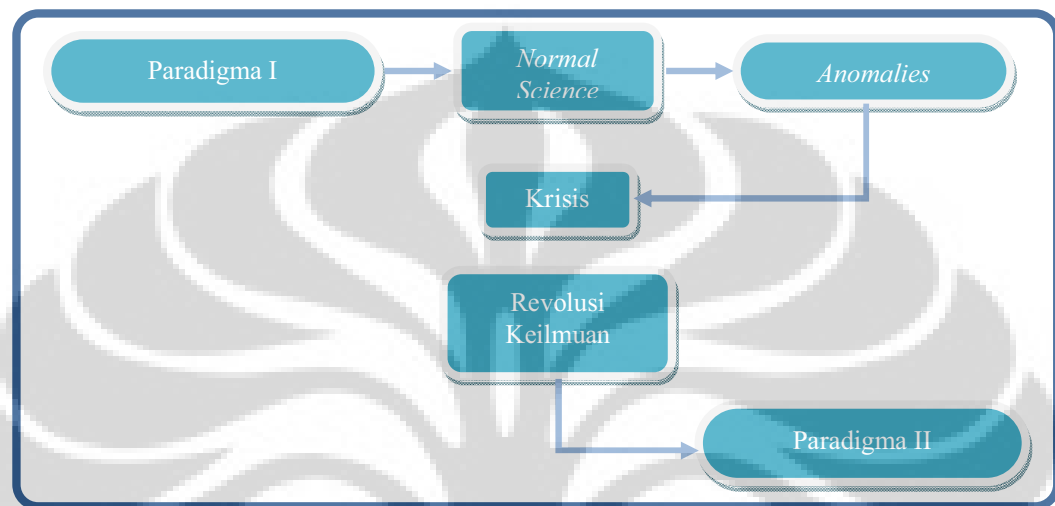 Paradigma I
Normal
Science
Anomalies
Krisis
Revolusi
Keilmuan
Paradigma II